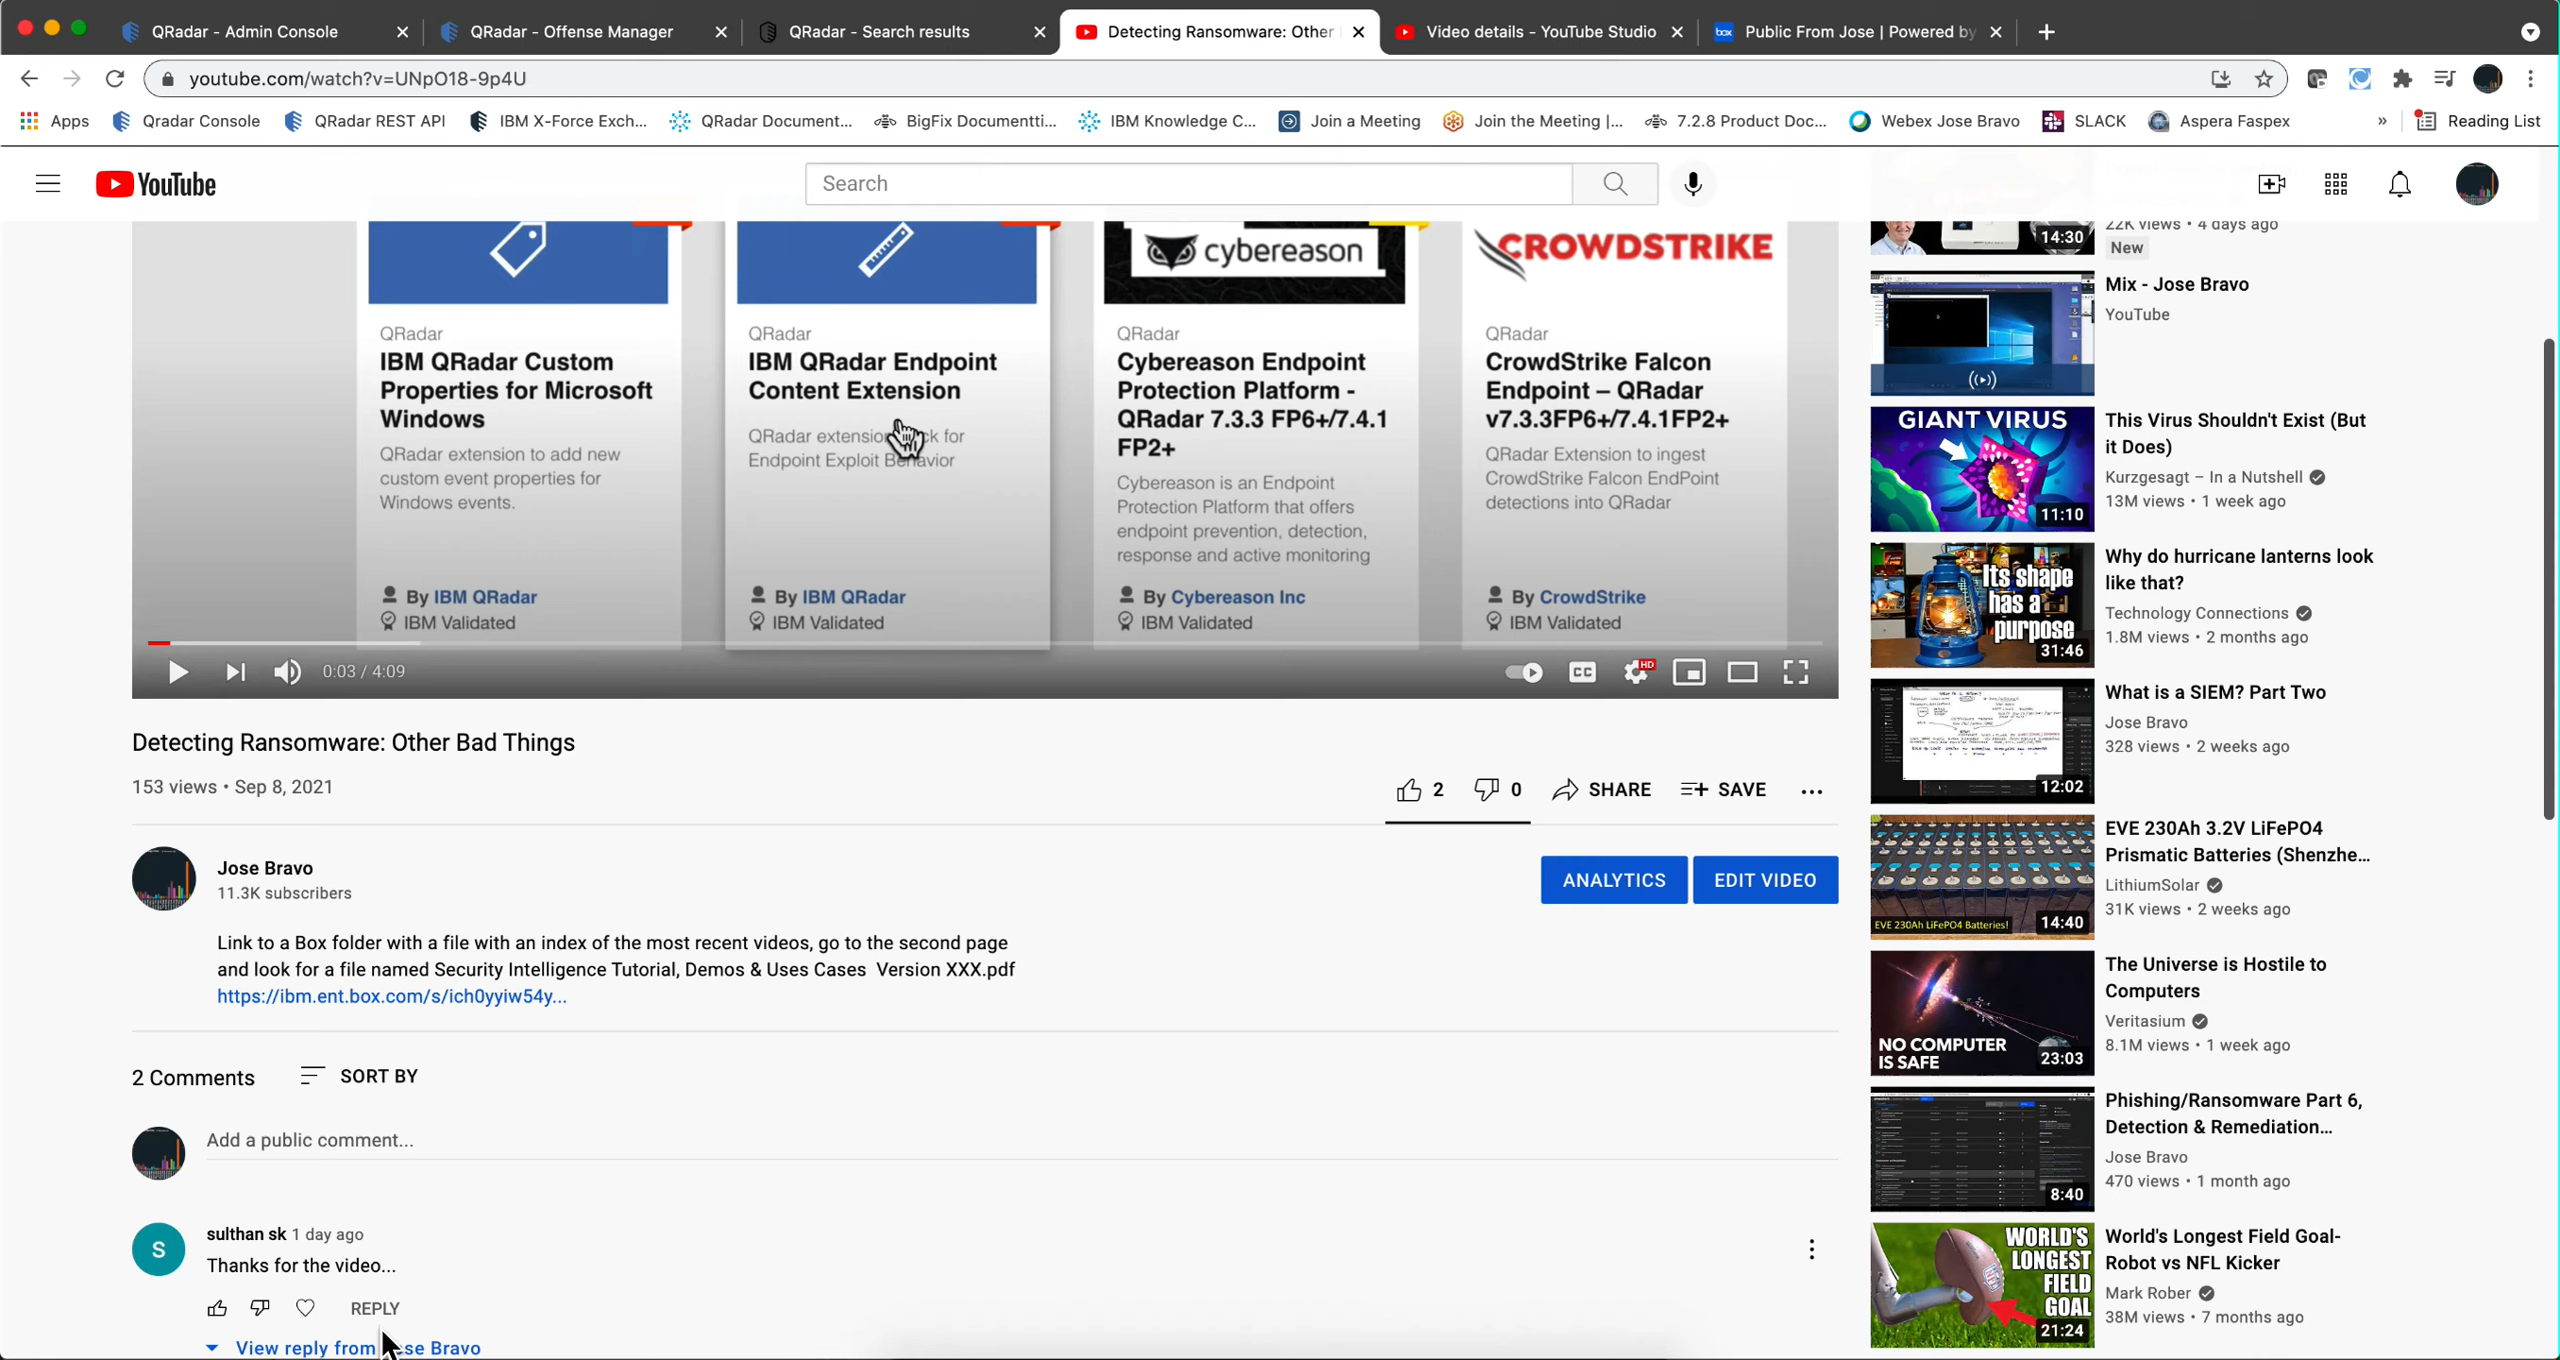 QRadar - Admin Console
QRadar - Offense Manager
QRadar - Search results
Detecting Ransomware: Other
Video details - YouTube Studio
Public From Jose | Powered by
youtube.com/watch?v=UNpO18-9p4U
Apps
Qradar Console
QRadar REST API
IBM X-Force Exch...
QRadar Document...
BigFix Documentti...
IBM Knowledge C...
Join a Meeting
Join the Meeting |...
7.2.8 Product Doc...
Webex Jose Bravo
SLACK
Aspera Faspex
»
Reading List
YouTube
Search
cybereason
CROWDSTRIKE
QRadar
IBM QRadar Custom
Properties for Microsoft
Windows
QRadar extension to add new
custom event properties for
Windows events.
By IBM QRadar
IBM Validated
QRadar
IBM QRadar Endpoint
Content Extension
QRadar for
Endpoint Exploit Behavior
By IBM QRadar
IBM Validated
QRadar
Cybereason Endpoint
Protection Platform -
QRadar 7.3.3 FP6+/7.4.1
FP2+
Cybereason is an Endpoint
Protection Platform that offers
endpoint prevention, detection,
response and active monitoring
By Cybereason Inc
IBM Validated
QRadar
CrowdStrike Falcon
Endpoint – QRadar
v7.3.3FP6+/7.4.1FP2+
QRadar Extension to ingest
CrowdStrike Falcon EndPoint
detections into QRadar
By CrowdStrike
IBM Validated
0:03 / 4:09
CC
HD
Detecting Ransomware: Other Bad Things
153 views • Sep 8, 2021
2
0
SHARE
SAVE
Jose Bravo
11.3K subscribers
ANALYTICS
EDIT VIDEO
Link to a Box folder with a file with an index of the most recent videos, go to the second page
and look for a file named Security Intelligence Tutorial, Demos & Uses Cases Version XXX.pdf
https://ibm.ent.box.com/s/ich0yyiw54y...
2 Comments
SORT BY
Add a public comment...
S
sulthan sk 1 day ago
Thanks for the video...
REPLY
View reply from Bravo
14:30
22K views • 4 days ago
New
Mix - Jose Bravo
YouTube
GIANT VIRUS
11:10
This Virus Shouldn't Exist (But
it Does)
Kurzgesagt – In a Nutshell
13M views • 1 week ago
Its shape
has a
purpose
31:46
Why do hurricane lanterns look
like that?
Technology Connections
1.8M views • 2 months ago
12:02
What is a SIEM? Part Two
Jose Bravo
328 views • 2 weeks ago
EVE 230Ah LiFePO4 Batteries!
14:40
EVE 230Ah 3.2V LiFePO4
Prismatic Batteries (Shenzhe...
LithiumSolar
31K views • 2 weeks ago
NO COMPUTER
IS SAFE
23:03
The Universe is Hostile to
Computers
Veritasium
8.1M views • 1 week ago
8:40
Phishing/Ransomware Part 6,
Detection & Remediation...
Jose Bravo
470 views • 1 month ago
WORLD'S
LONGEST
FIELD
GOAL
21:24
World's Longest Field Goal-
Robot vs NFL Kicker
Mark Rober
38M views • 7 months ago